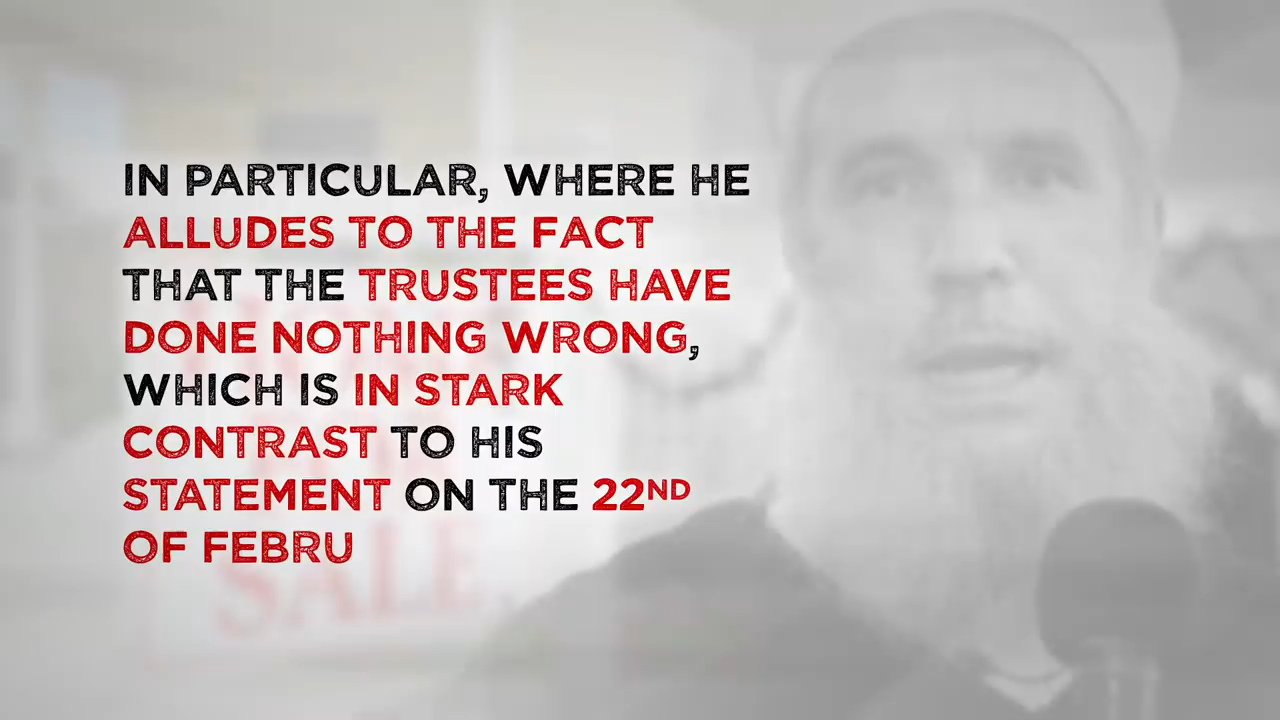 IN PARTICULAR, WHERE HE
ALLUDES TO THE FACT
THAT THE TRUSTEES HAVE
DONE NOTHING WRONG,
WHICH IS IN STARK
CONTRAST TO HIS
STATEMENT ON THE 22ND
OF FEBRU
SALE